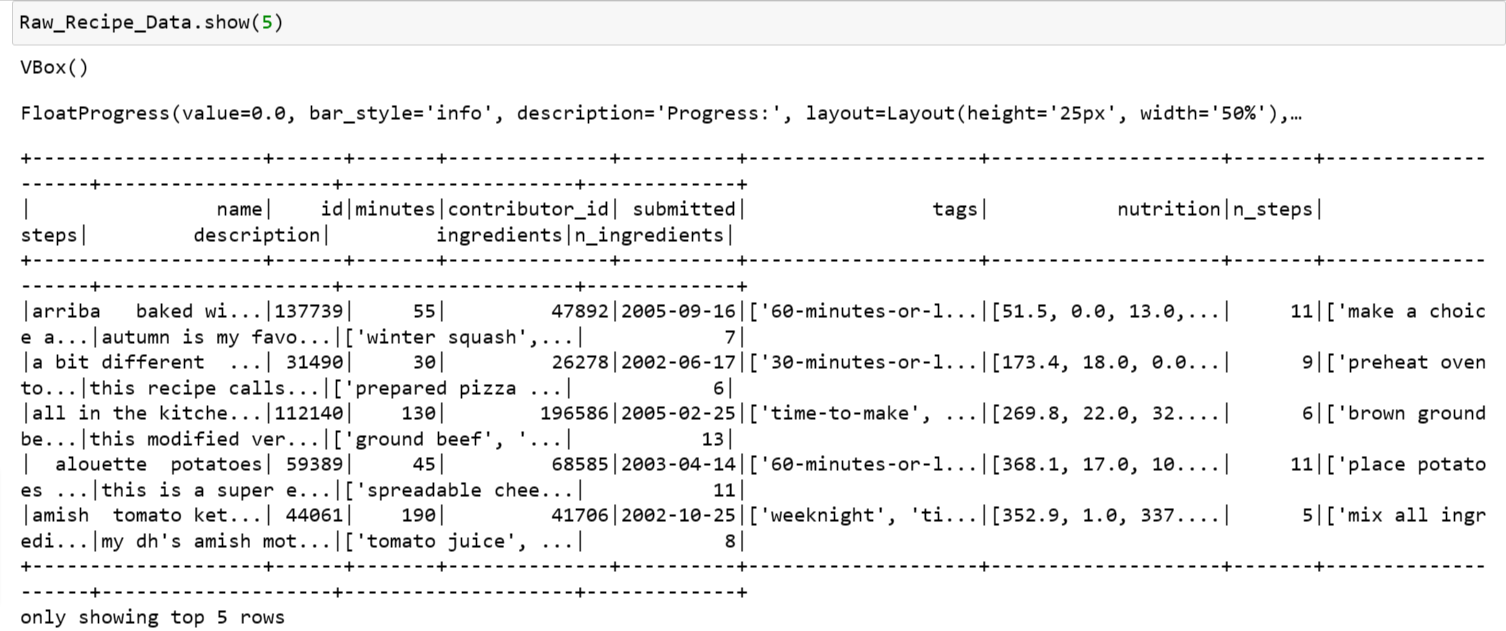 Raw_Recipe_Data.show(5)
VBox()
FloatProgress(value=0.0, bar_style='info', description='Progress:', layout=Layout(height='25px', width='50%'),…
+--------------------+------+-------+--------------+----------+--------------------+--------------------+-------+--------------
------+--------------------+--------------------+-------------+
|                name|    id|minutes|contributor_id| submitted|                tags|           nutrition|n_steps|
steps|         description|         ingredients|n_ingredients|
+--------------------+------+-------+--------------+----------+--------------------+--------------------+-------+--------------
------+--------------------+--------------------+-------------+
|arriba   baked wi...|137739|     55|         47892|2005-09-16|['60-minutes-or-l...|[51.5, 0.0, 13.0,...|     11|['make a choic
e a...|autumn is my favo...|['winter squash',...|            7|
|a bit different  ...| 31490|     30|         26278|2002-06-17|['30-minutes-or-l...|[173.4, 18.0, 0.0...|      9|['preheat oven
to...|this recipe calls...|['prepared pizza ...|            6|
|all in the kitche...|112140|    130|        196586|2005-02-25|['time-to-make', ...|[269.8, 22.0, 32....|      6|['brown ground
be...|this modified ver...|['ground beef', '...|           13|
|  alouette  potatoes| 59389|     45|         68585|2003-04-14|['60-minutes-or-l...|[368.1, 17.0, 10....|     11|['place potato
es ...|this is a super e...|['spreadable chee...|           11|
|amish  tomato ket...| 44061|    190|         41706|2002-10-25|['weeknight', 'ti...|[352.9, 1.0, 337....|      5|['mix all ingr
edi...|my dh's amish mot...|['tomato juice', ...|            8|
+--------------------+------+-------+--------------+----------+--------------------+--------------------+-------+--------------
------+--------------------+--------------------+-------------+
only showing top 5 rows